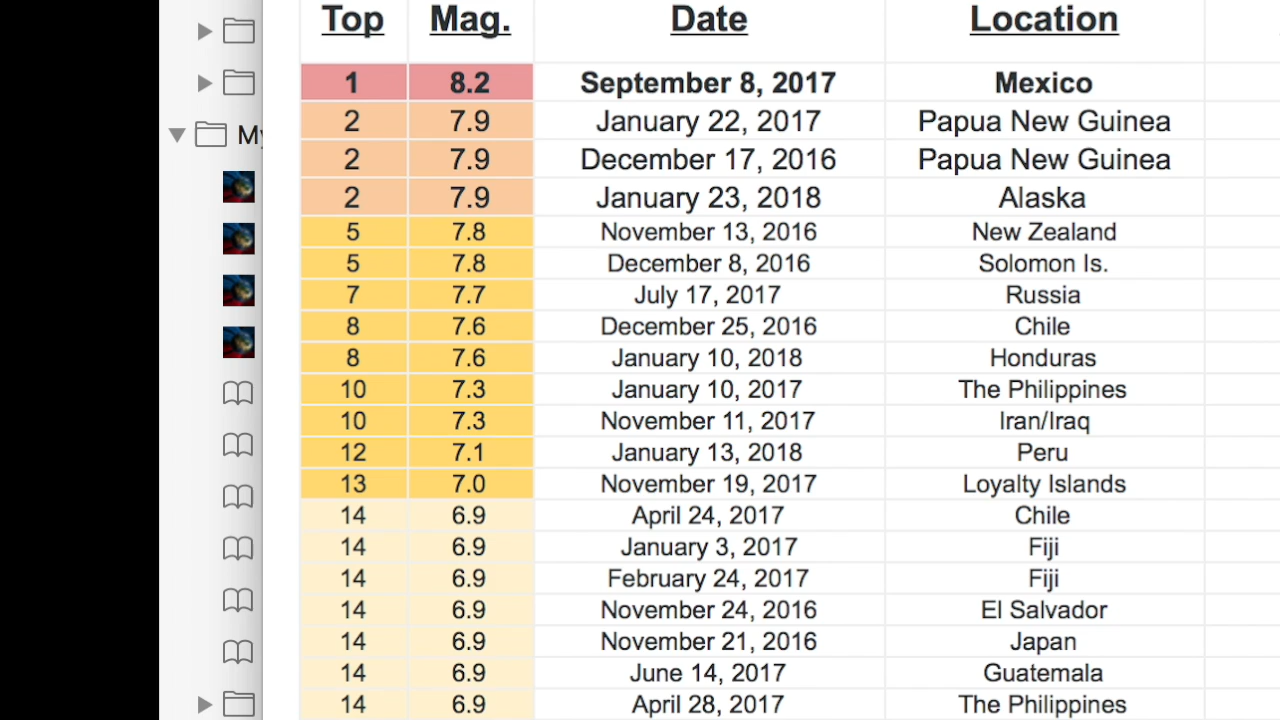 Top Mag. Date Location
1 8.2 September 8, 2017 Mexico
2 7.9 January 22, 2017 Papua New Guinea
My
2 7.9 December 17, 2016 Papua New Guinea
2 7.9 January 23, 2018 Alaska
5 7.8 November 13, 2016 New Zealand
5 7.8 December 8, 2016 Solomon Is.
7 7.7 July 17, 2017 Russia
8 7.6 December 25, 2016 Chile
8 7.6 January 10, 2018 Honduras
10 7.3 January 10, 2017 The Philippines
10 7.3 November 11, 2017 Iran/Iraq
12 7.1 January 13, 2018 Peru
13 7.0 November 19, 2017 Loyalty Islands
14 6.9 April 24, 2017 Chile
14 6.9 January 3, 2017 Fiji
14 6.9 February 24, 2017 Fiji
14 6.9 November 24, 2016 El Salvador
14 6.9 November 21, 2016 Japan
14 6.9 June 14, 2017 Guatemala
14 6.9 April 28, 2017 The Philippines